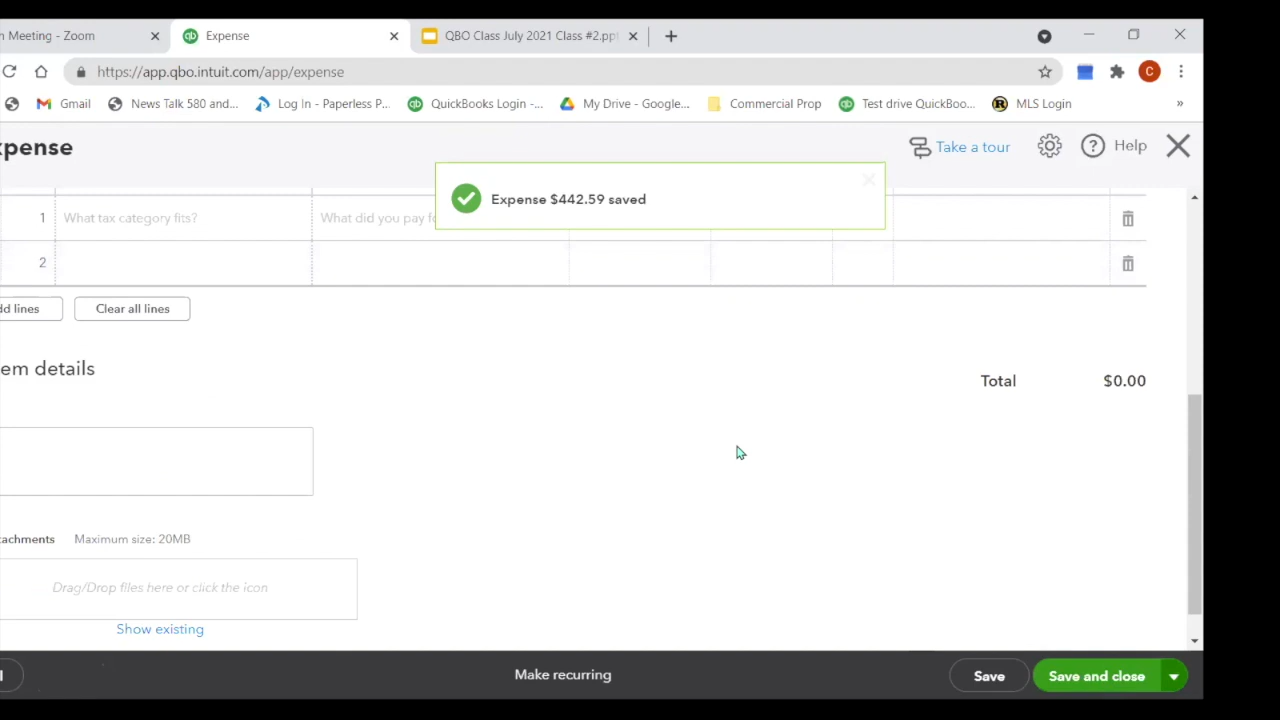 n Meeting - Zoom
Expense
QBO Class July 2021 Class #2.ppt
https://app.qbo.intuit.com/app/expense
C
Gmail
News Talk 580 and...
Log In - Paperless P...
QuickBooks Login -...
My Drive - Google...
Commercial Prop
Test drive QuickBoo...
MLS Login
»
xpense
Take a tour
Help
Expense $442.59 saved
1
What tax category fits?
What did you pay fo
2
dd lines
Clear all lines
em details
Total
$0.00
tachments
Maximum size: 20MB
Drag/Drop files here or click the icon
Show existing
l
Make recurring
Save
Save and close